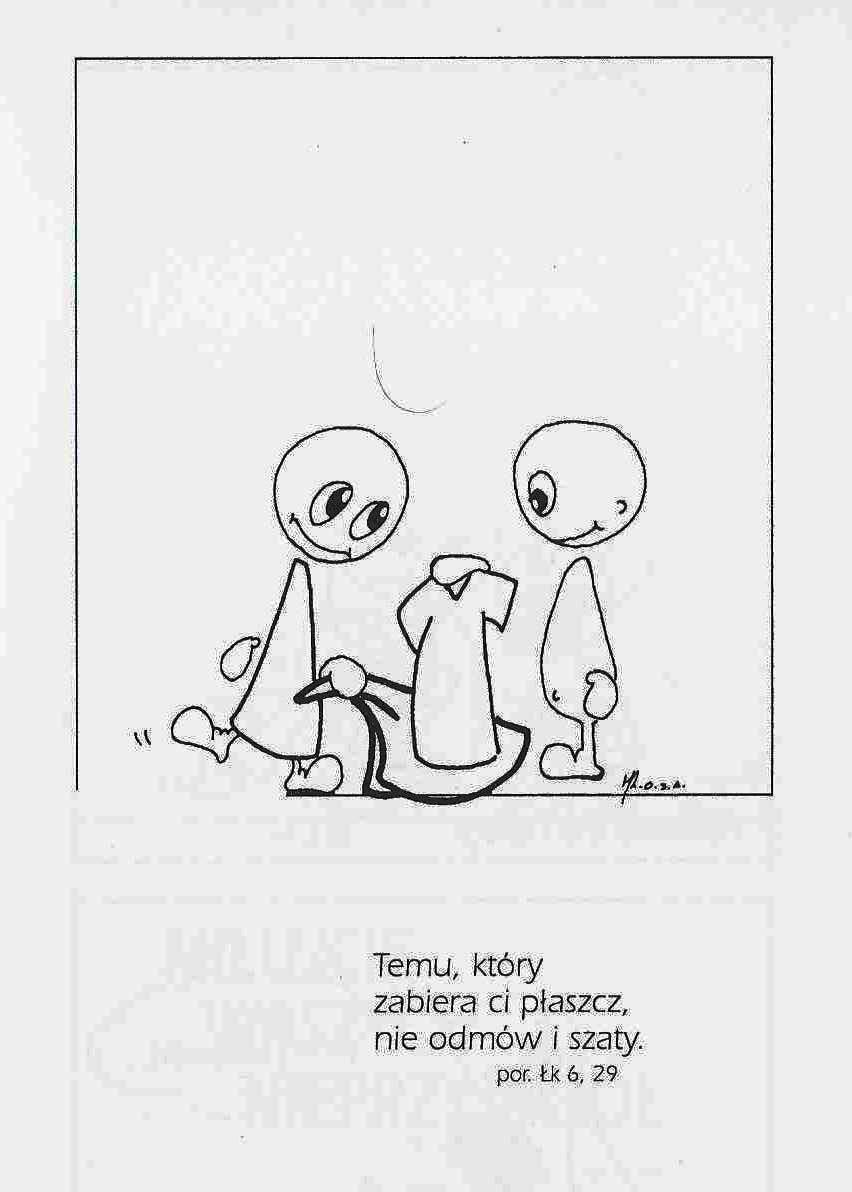 Temu, który
zabiera ci płaszcz,
nie odmów i szaty.
por. Łk 6, 29